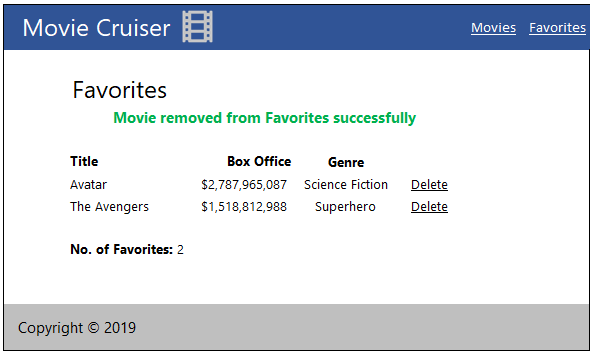 Movie Cruiser
Movies Favorites
Favorites
Movie removed from Favorites successfully
Title Box Office Genre
Avatar $2,787,965,087 Science Fiction Delete
The Avengers $1,518,812,988 Superhero Delete
No. of Favorites: 2
Copyright © 2019